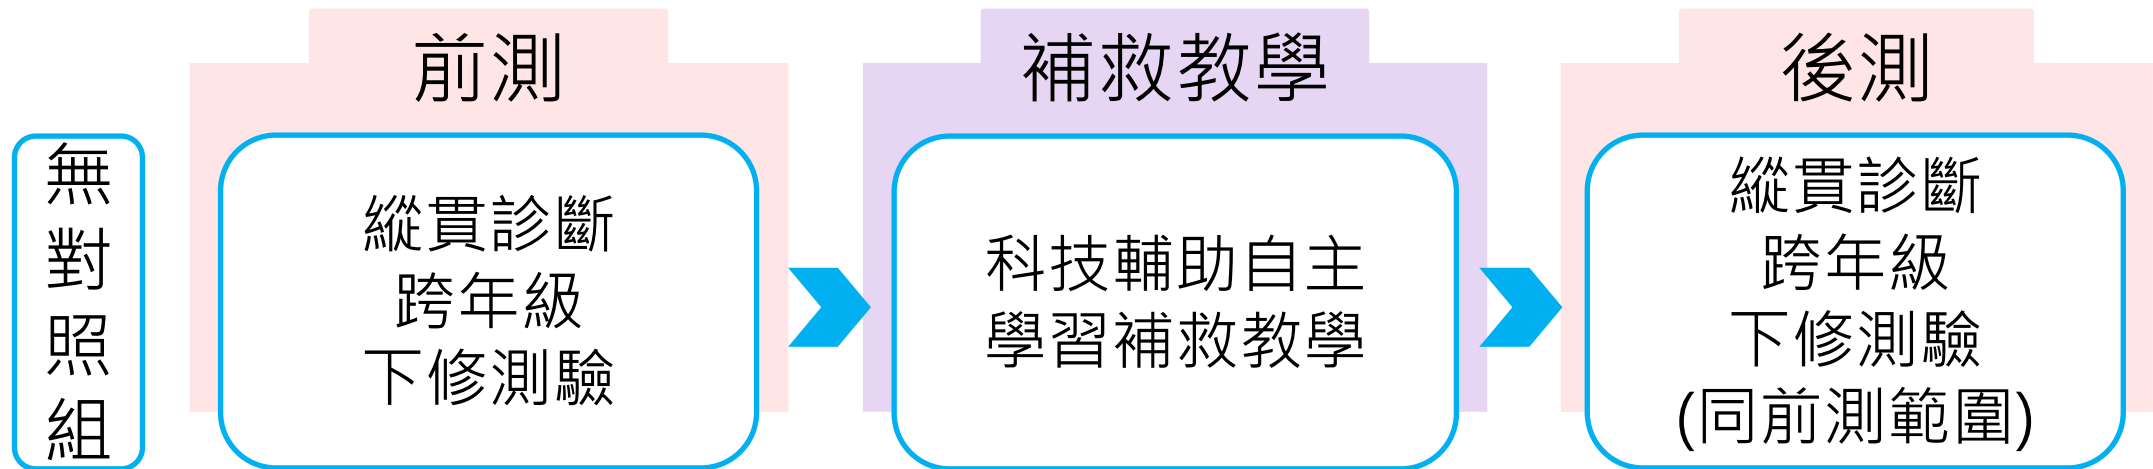 前測
補救教學
後測
無
對
照
組
縱貫診斷
跨年級
下修測驗
科技輔助自主
學習補救教學
縱貫診斷
跨年級
下修測驗
(同前測範圍)